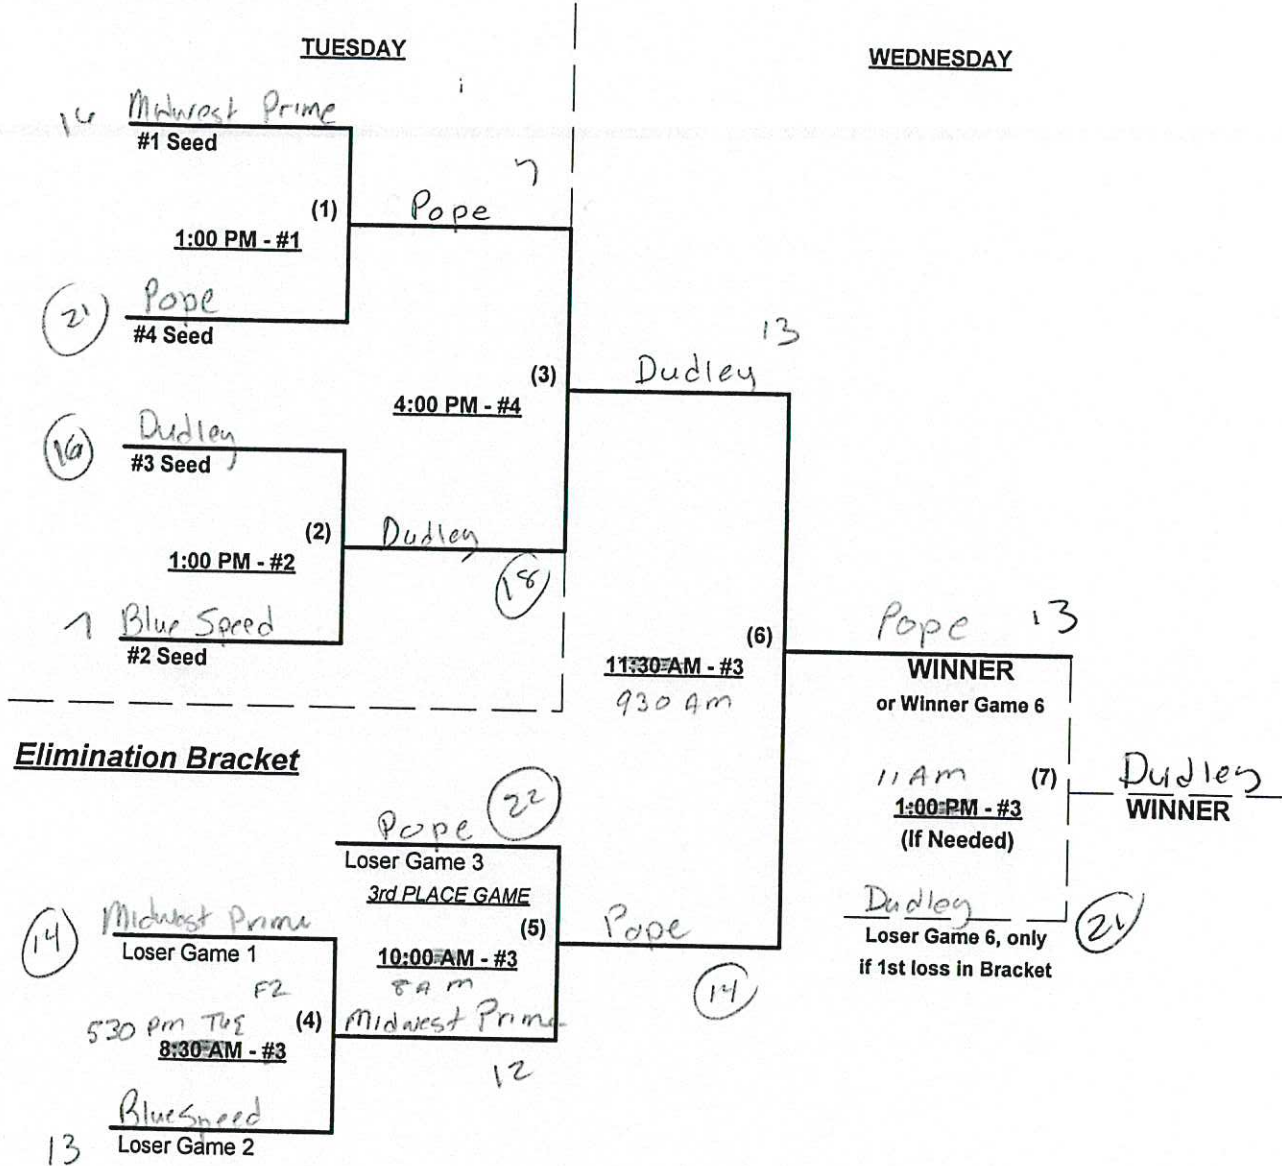 TUESDAY
WEDNESDAY
Midwest Prime
#1 Seed
7
(1)
Pope
1:00 PM - #1
21
Pope
#4 Seed
13
(3)
Dudley
4:00 PM - #4
16
Dudley
#3 Seed
(2)
Dudley
1:00 PM - #2
18
Blue Speed
#2 Seed
(6)
Pope 13
11:30 AM - #3
WINNER
930 Am
or Winner Game 6
Elimination Bracket
11 Am
(7)
Dudley
1:00 PM - #3
WINNER
(If Needed)
22
Pope
Loser Game 3
3rd PLACE GAME
14
Midwest Prime
Loser Game 1
(5)
Pope
Dudley
10:00 AM - #3
Loser Game 6, only
8 A m
if 1st loss in Bracket
F2
14
530 pm Tue
(4)
Midwest Prime
8:30 AM - #3
12
BlueSpeed
13
Loser Game 2